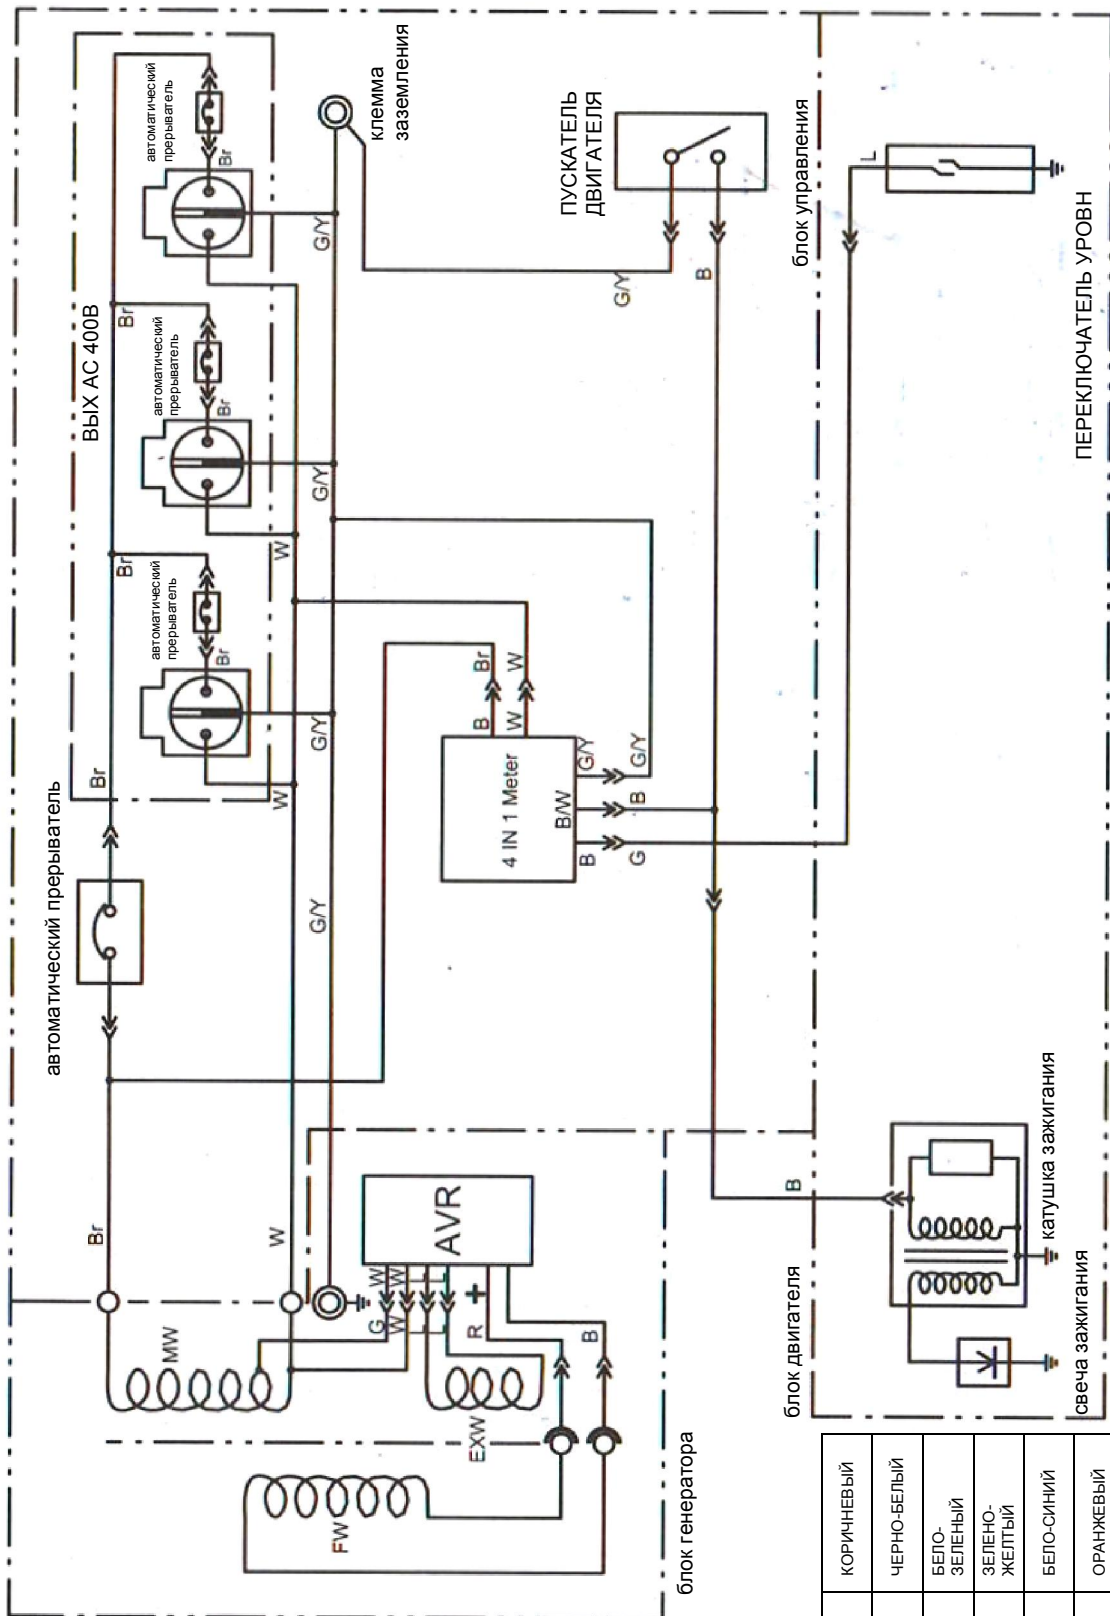 ВЫХ АС 400В
автоматический
прерыватель
Br
автоматический
прерыватель
Br
автоматический
прерыватель
Br
Br
Br
Br
автоматический прерыватель
клемма
заземления
G/Y
G/Y
G/Y
G/Y
W
W
ПУСКАТЕЛЬ
ДВИГАТЕЛЯ
G/Y
B
4 IN 1 Meter
B
Br
W
W
G/Y
G/Y
B/W
B
B
G
блок управления
L
ПЕРЕКЛЮЧАТЕЛЬ УРОВН
Br
W
MW
AVR
W
W
L
L
G
W
L
L
+
R
B
EXW
FW
блок генератора
B
блок двигателя
катушка зажигания
свеча зажигания
КОРИЧНЕВЫЙ
ЧЕРНО-БЕЛЫЙ
БЕЛО-
ЗЕЛЕНЫЙ
ЗЕЛЕНО-
ЖЕЛТЫЙ
БЕЛО-СИНИЙ
ОРАНЖЕВЫЙ